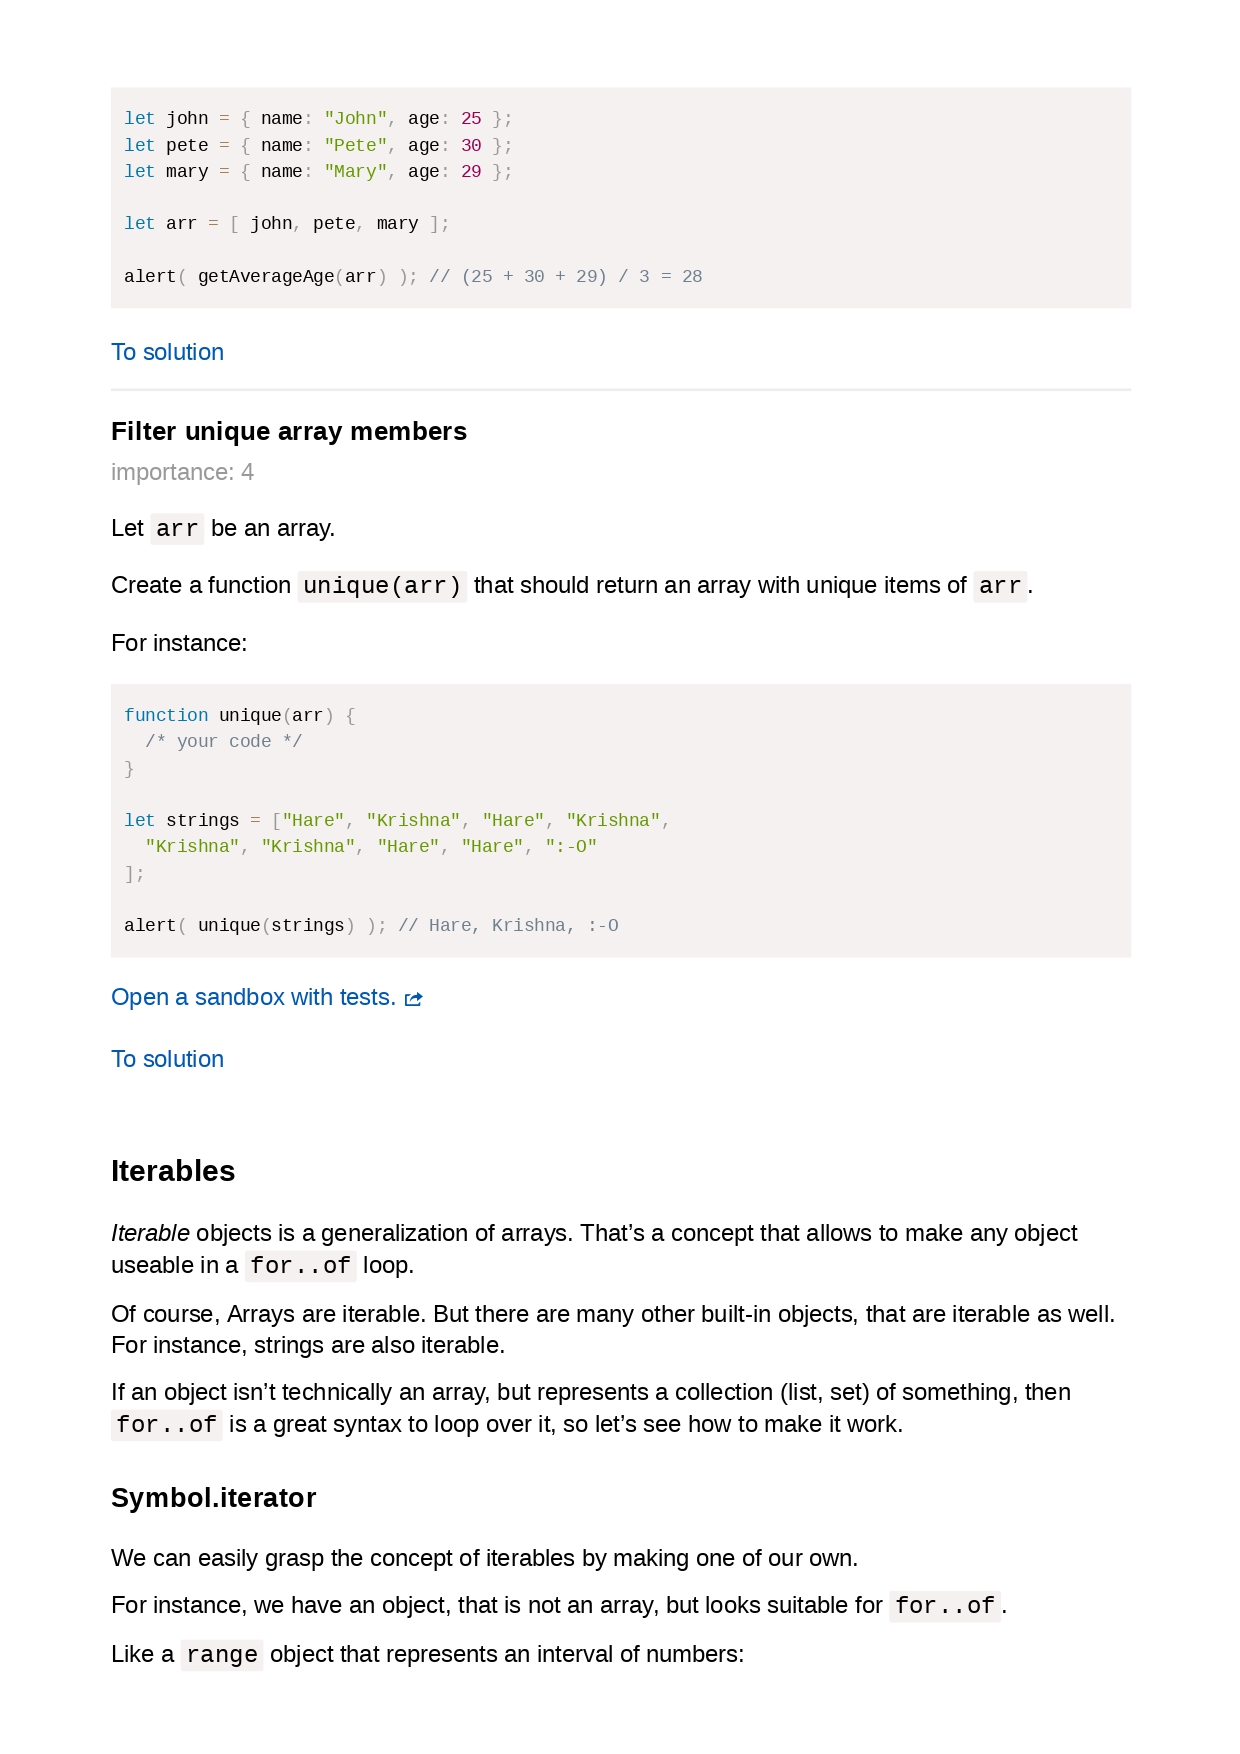 let john = { name: "John", age: 25 };
let pete = { name: "Pete", age: 30 };
let mary = { name: "Mary", age: 29 };
let arr = [ john, pete, mary ];
alert( getAverageAge(arr) ); // (25 + 30 + 29) / 3 = 28
To solution
Filter unique array members
importance: 4
Let arr be an array.
Create a function unique(arr) that should return an array with unique items of arr.
For instance:
function unique(arr) {
  /* your code */
}
let strings = ["Hare", "Krishna", "Hare", "Krishna",
  "Krishna", "Krishna", "Hare", "Hare", ":-O"
];
alert( unique(strings) ); // Hare, Krishna, :-O
Open a sandbox with tests.
To solution
Iterables
Iterable objects is a generalization of arrays. That’s a concept that allows to make any object
useable in a for..of loop.
Of course, Arrays are iterable. But there are many other built-in objects, that are iterable as well.
For instance, strings are also iterable.
If an object isn’t technically an array, but represents a collection (list, set) of something, then
for..of is a great syntax to loop over it, so let’s see how to make it work.
Symbol.iterator
We can easily grasp the concept of iterables by making one of our own.
For instance, we have an object, that is not an array, but looks suitable for for..of.
Like a range object that represents an interval of numbers: